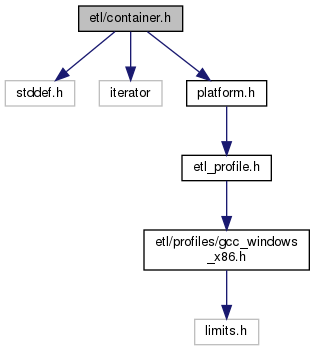 etl/container.h
stddef.h
iterator
platform.h
etl_profile.h
etl/profiles/gcc_windows
_x86.h
limits.h